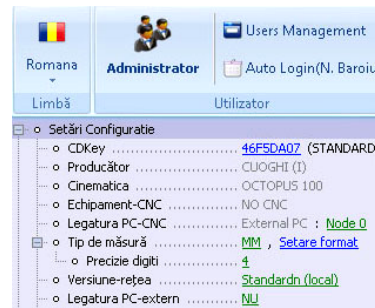 Users Management
Romana
Administrator
Auto Login(N. Baroiu
Limbă
Utilizator
Setări Configuratie
CDKey .......................... 46F5DA07 (STANDARD
Producător .................... CUOGHI (I)
Cinematica .................... OCTOPUS 100
Echipament-CNC ............ NO CNC
Legatura PC-CNC ........... External PC : Node 0
Tip de măsură ................ MM , Setare format
Precizie digiti ................ 4
Versiune-rețea ............... Standardn (local)
Legatura PC-extern ........ NU